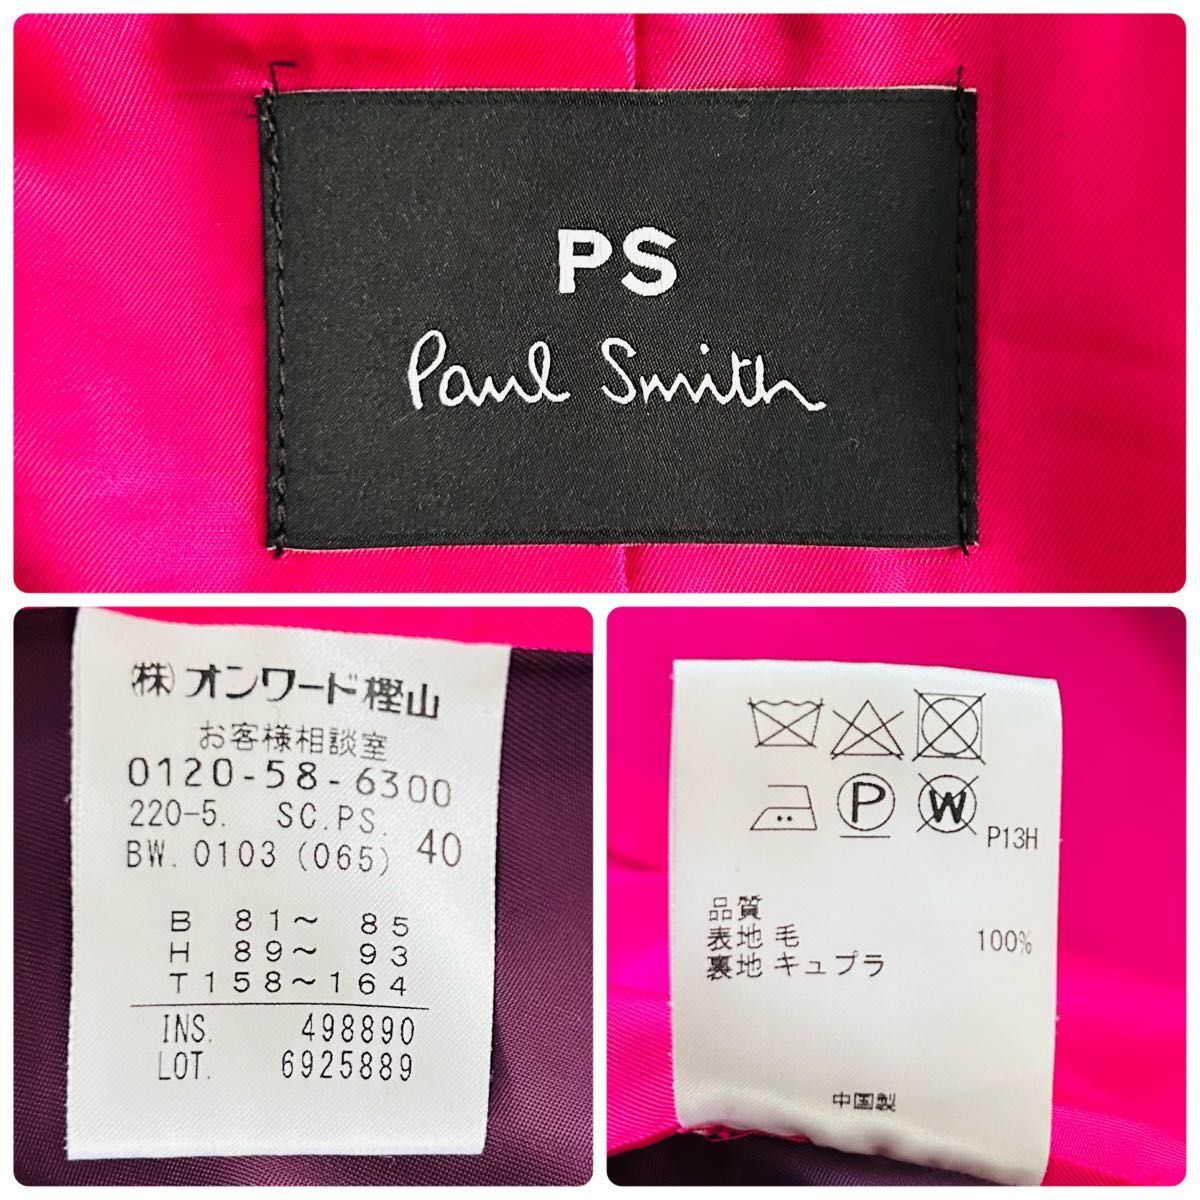 PS
Paul Smith
(株)オンワード樫山
お客様相談室
0120-58-6300
220-5. SC.PS.
BW.0103(065) 40
B 81～ 85
H 89～ 93
T158～164
INS. 498890
LOT. 6925889
P
W
P13H
品質
表地 毛 100%
裏地 キュプラ
中国製